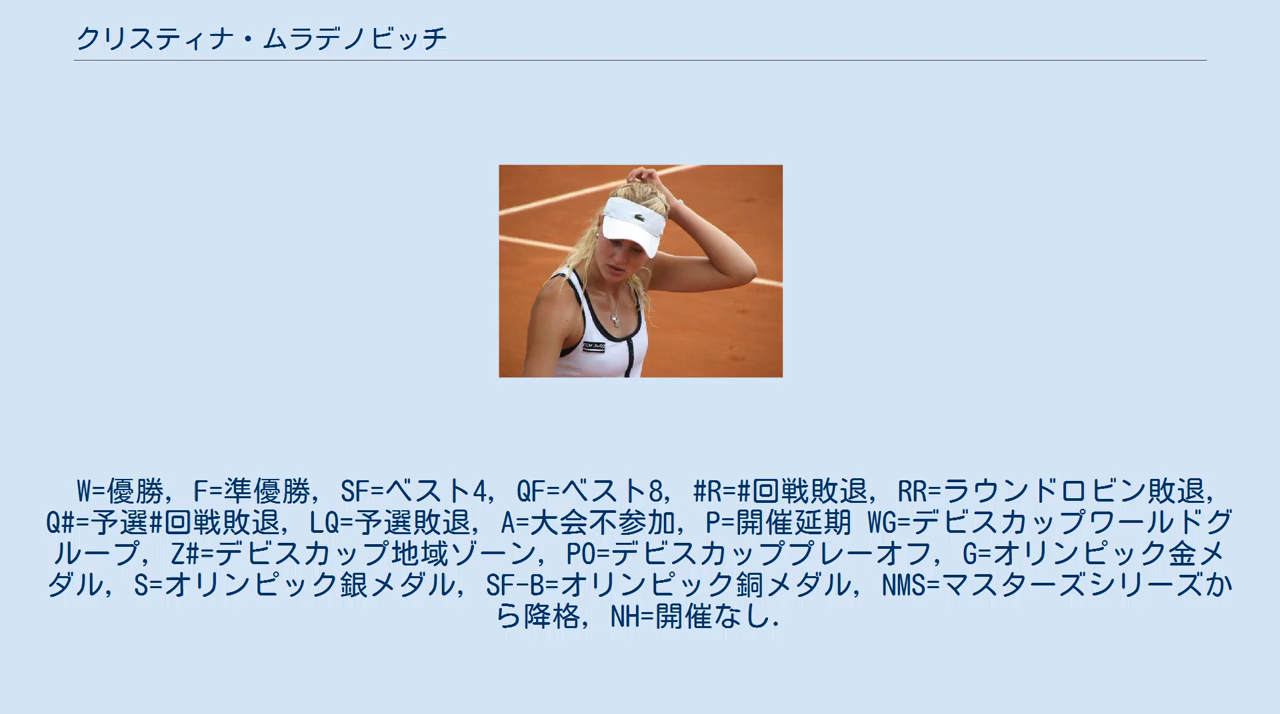 クリスティナ・ムラデノビッチ
W=優勝, F=準優勝, SF=ベスト4, QF=ベスト8, #R=#回戦敗退, RR=ラウンドロビン敗退,
Q#=予選#回戦敗退, LQ=予選敗退, A=大会不参加, P=開催延期 WG=デビスカップワールドグ
ループ, Z#=デビスカップ地域ゾーン, PO=デビスカッププレーオフ, G=オリンピック金メ
ダル, S=オリンピック銀メダル, SF-B=オリンピック銅メダル, NMS=マスターズシリーズか
ら降格, NH=開催なし.